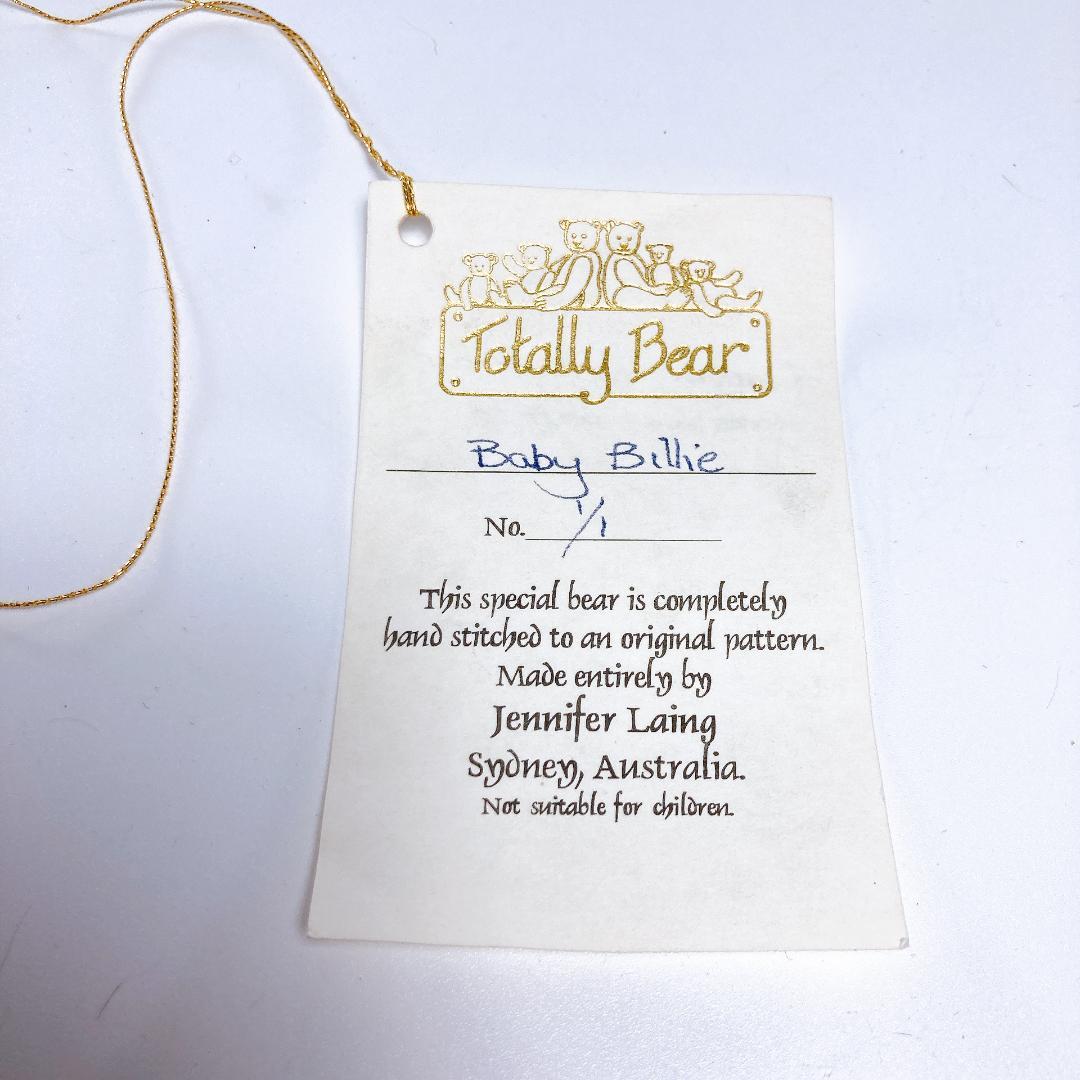 Totally Bear
Baby Billie
No. 1/1
This special bear is completely
hand stitched to an original pattern.
Made entirely by
Jennifer Laing
Sydney, Australia.
Not suitable for children.